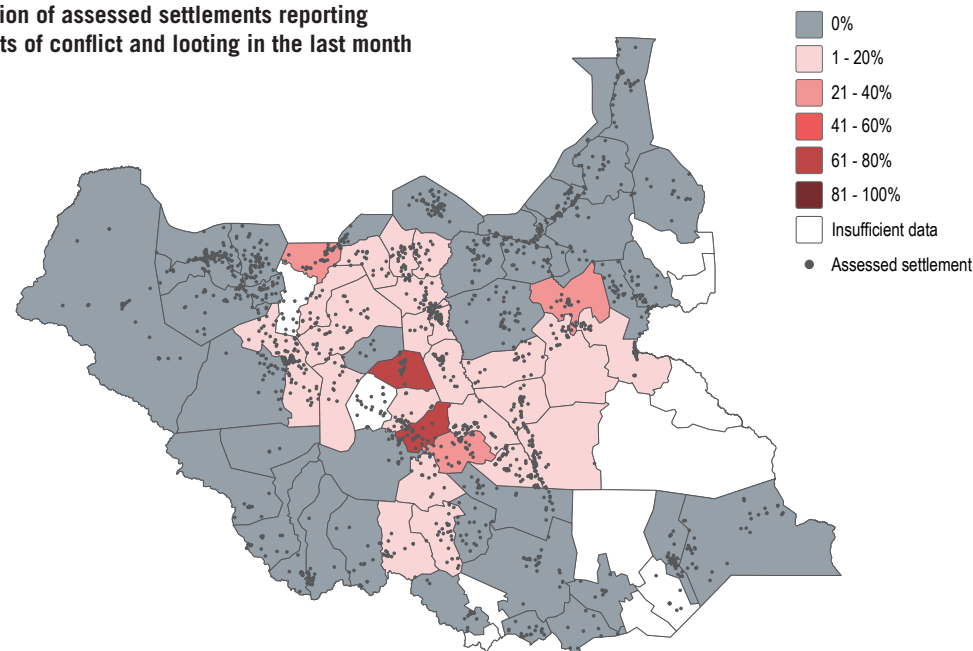 ion of assessed settlements reporting
ts of conflict and looting in the last month
0%
1 - 20%
21 - 40%
41 - 60%
61 - 80%
81 - 100%
Insufficient data
Assessed settlement